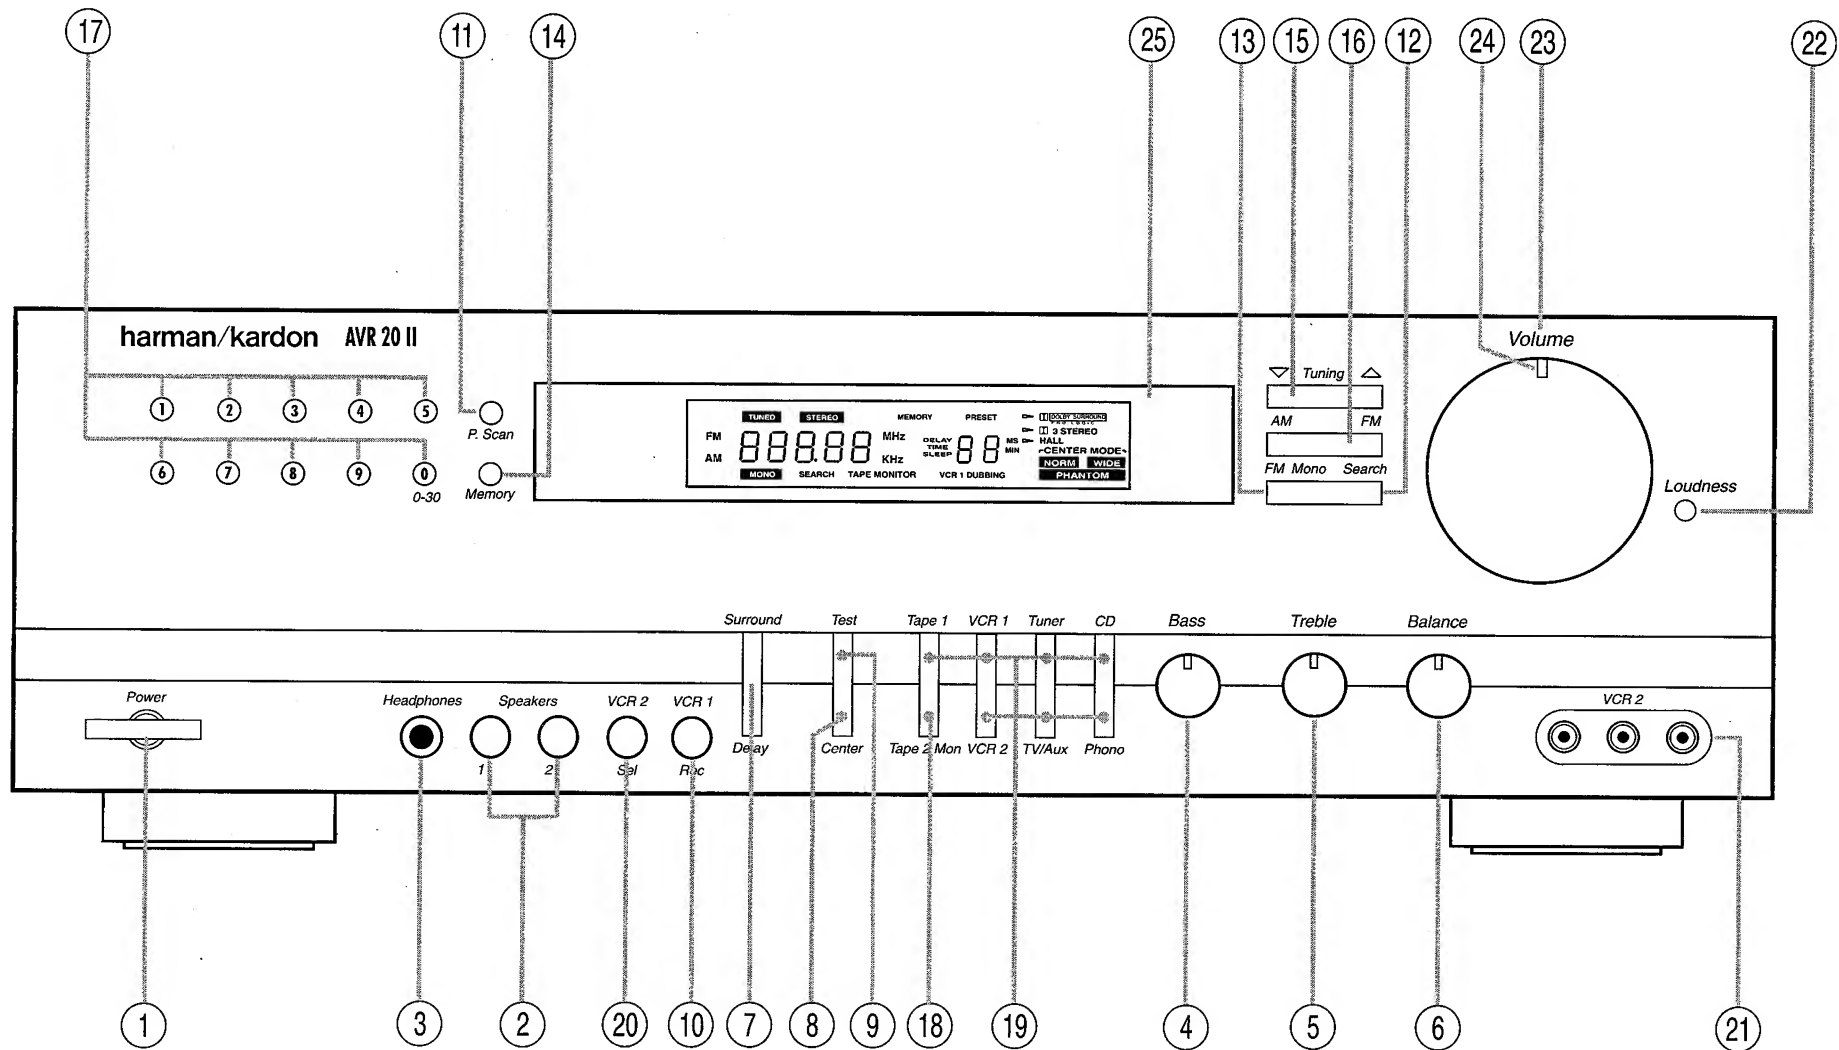 17 11 14 25 13 15 16 12 24 23 22
harman/kardon AVR 20 II
Volume
1 2 3 4 5
P. Scan
6 7 8 9 0
0-30
Memory
TUNED STEREO MEMORY PRESET DOLBY SURROUND
PRO LOGIC
3 STEREO
FM MHz DELAY MS HALL
88.88 TIME 88
AM KHz SLEEP MIN CENTER MODE
NORM WIDE
MONO SEARCH TAPE MONITOR VCR 1 DUBBING PHANTOM
Tuning
AM FM
FM Mono Search
Loudness
Surround Test Tape 1 VCR 1 Tuner CD Bass Treble Balance
Power Headphones Speakers VCR 2 VCR 1 VCR 2
1 2 Sel Rec Delay Center Tape 2 Mon VCR 2 TV/Aux Phono
1 3 2 20 10 7 8 9 18 19 4 5 6 21